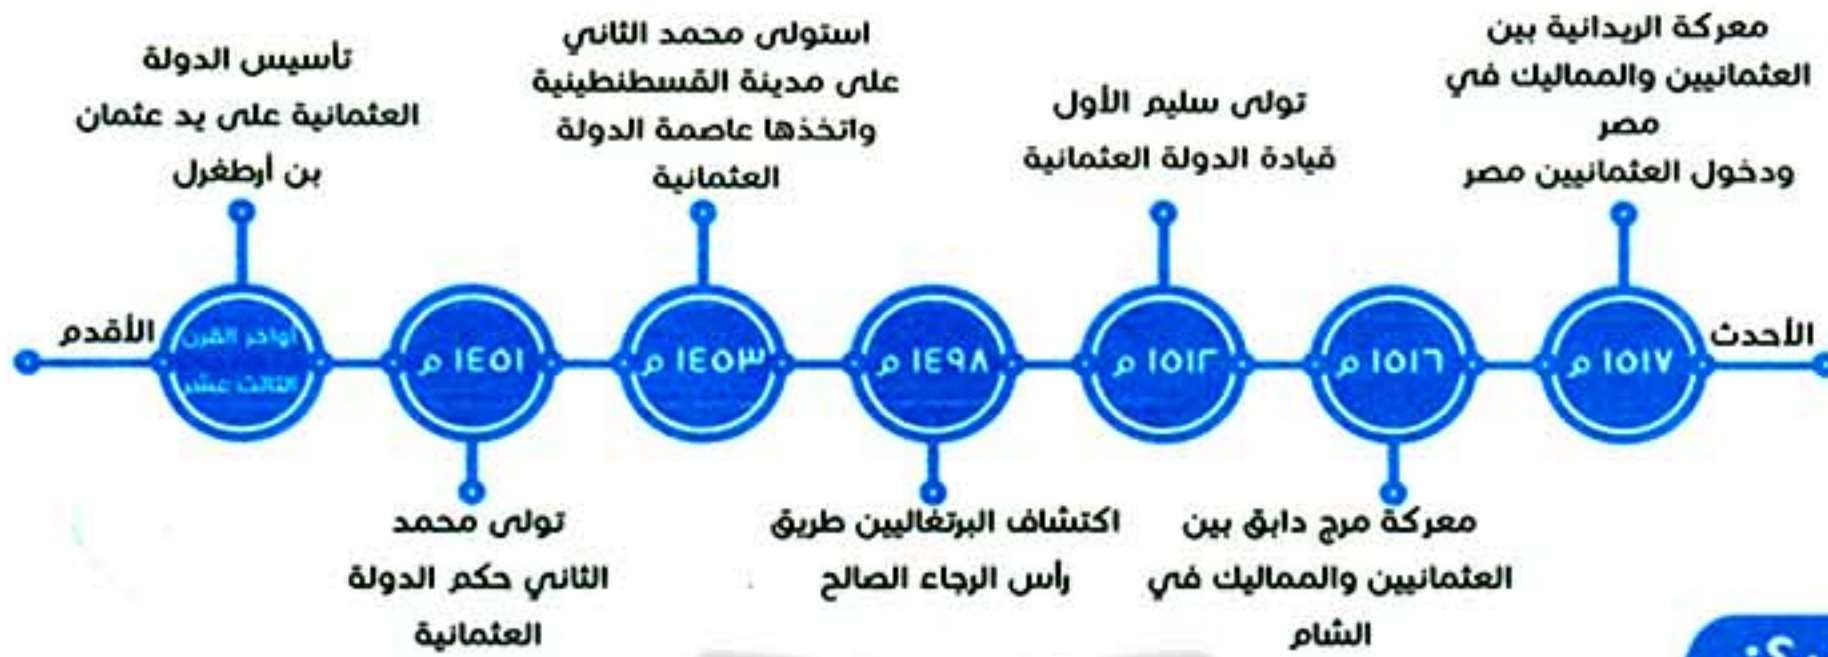 تأسيس الدولة
العثمانية على يد عثمان
بن أرطغرل
استولى محمد الثاني
على مدينة القسطنطينية
واتخذها عاصمة الدولة
العثمانية
تولى سليم الأول
قيادة الدولة العثمانية
معركة الريدانية بين
العثمانيين والمماليك في
مصر
ودخول العثمانيين مصر
الأقدم
أواخر القرن
الثالث عشر
١٤٥١ م
١٤٥٣ م
١٤٩٨ م
١٥١٢ م
١٥١٦ م
١٥١٧ م
الأحدث
تولى محمد
الثاني حكم الدولة
العثمانية
اكتشاف البرتغاليين طريق
رأس الرجاء الصالح
معركة مرج دابق بين
العثمانيين والمماليك في
الشام